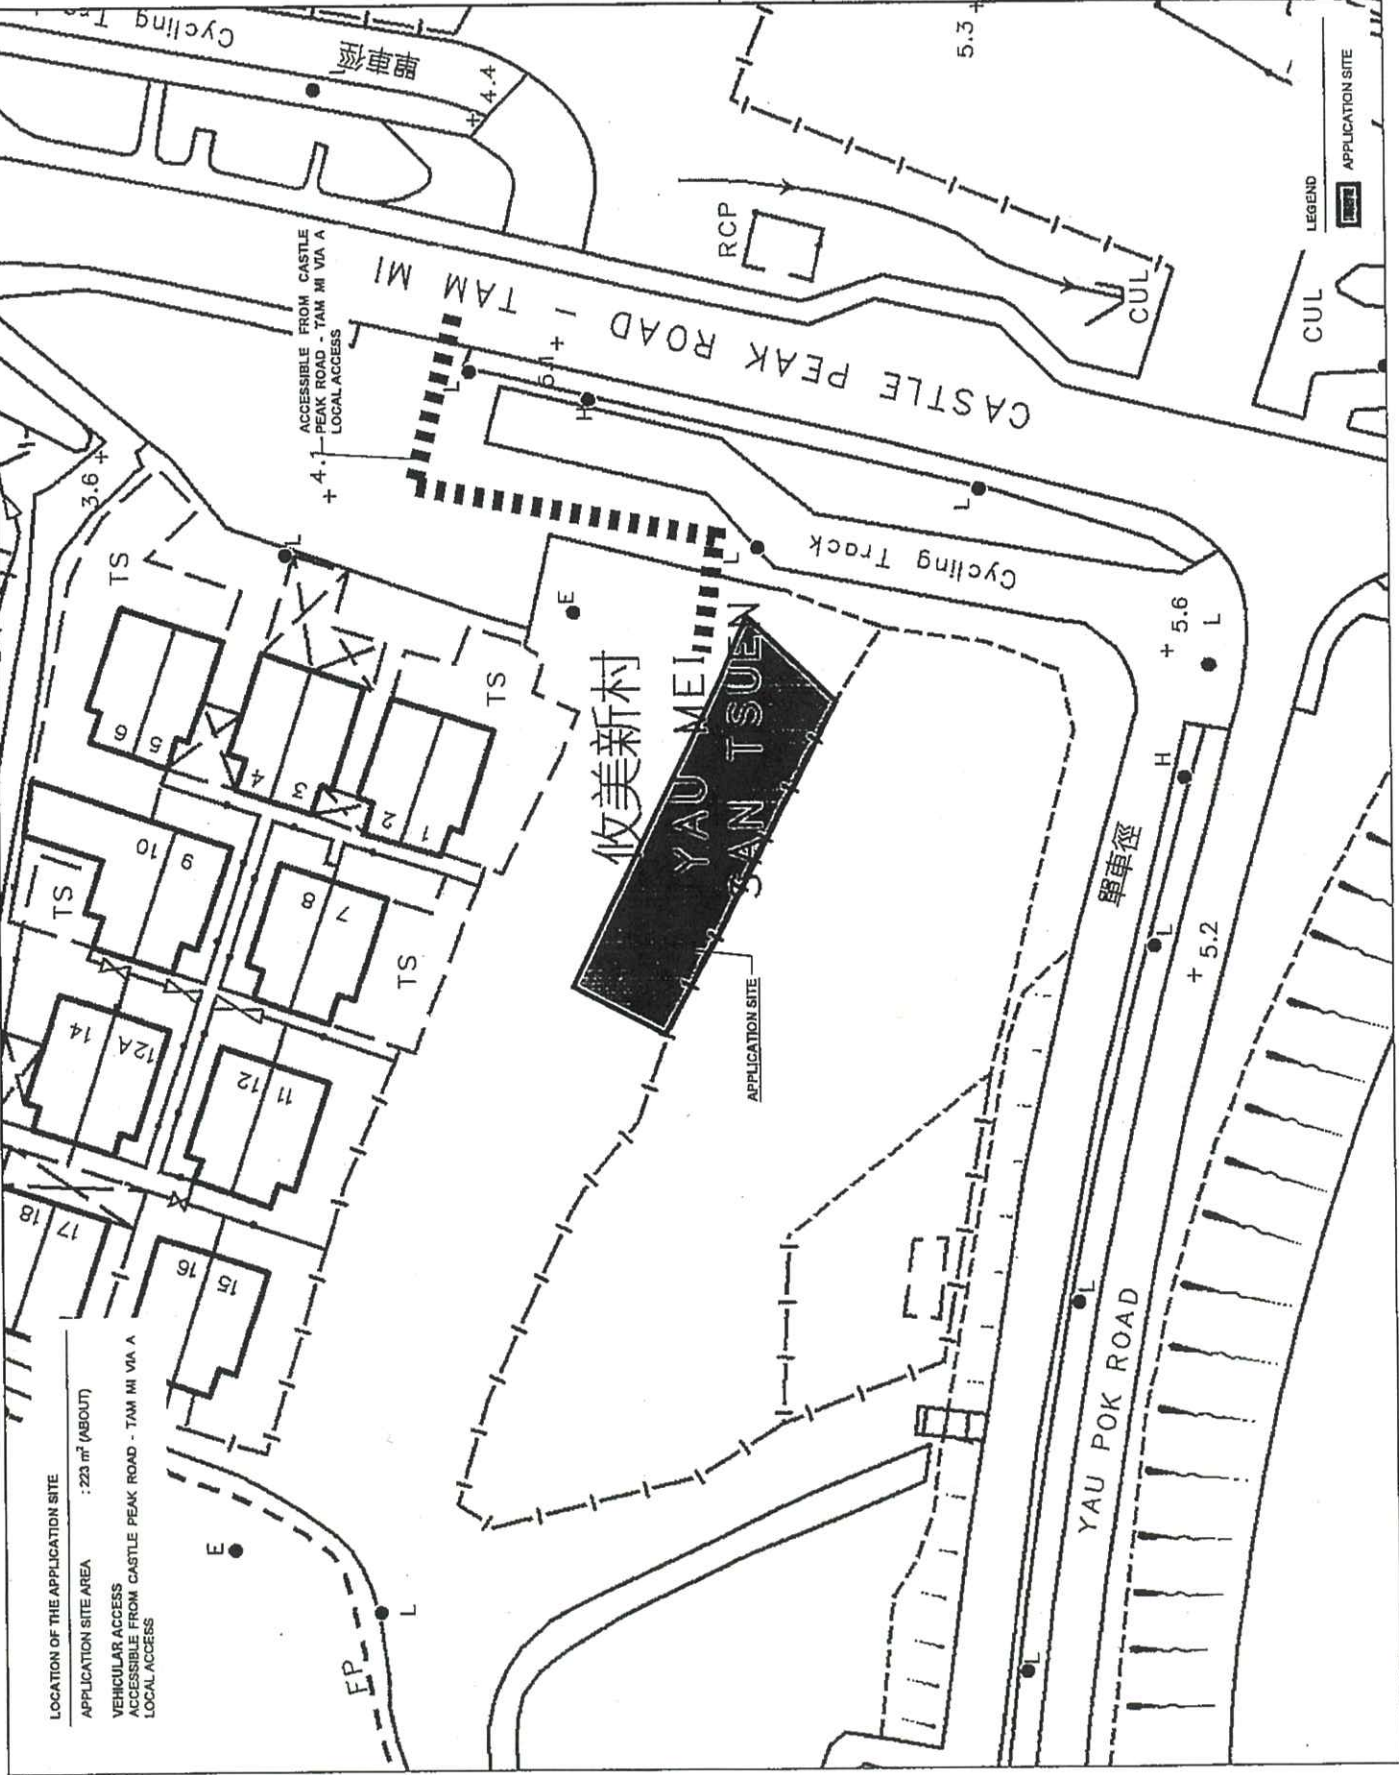 LOCATION OF THE APPLICATION SITE
APPLICATION SITE AREA : 223 m² (ABOUT)
VEHICULAR ACCESS
ACCESSIBLE FROM CASTLE PEAK ROAD - TAM MI VIA A
LOCAL ACCESS
FP
E
L
18
17
16
15
14
12A
12
11
10
9
8
7
6
5
4
3
2
1
TS
TS
TS
TS
3.6
L
4.1
ACCESSIBLE FROM CASTLE
PEAK ROAD - TAM MI VIA A
LOCAL ACCESS
Cycling
單車徑
4.4
5.3
E
攸美新村
YAU MEI
SAN TSUEN
APPLICATION SITE
L
5.1
H
L
L
Cycling Track
CASTLE PEAK ROAD - TAM MI
RCP
CUL
CUL
5.6
L
H
單車徑
L
5.2
L
L
YAU POK ROAD
LEGEND
APPLICATION SITE